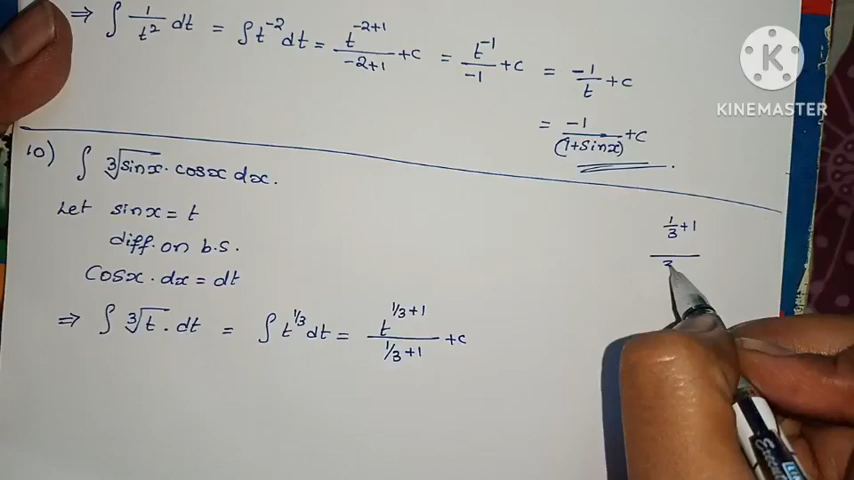 ⇒ ∫ 1/t² dt = ∫ t⁻² dt = t⁻²⁺¹/-2+1 + c = t⁻¹/-1 + c = -1/t + c
= -1/(1+sinx) + c
KINEMASTER
10) ∫ ∛sinx · cosx dx.
Let sinx = t
diff. on b.s.
cosx · dx = dt
⇒ ∫ ∛t · dt = ∫ t^(1/3) dt = t^(1/3+1)/(1/3+1) + c
1/3 + 1
3